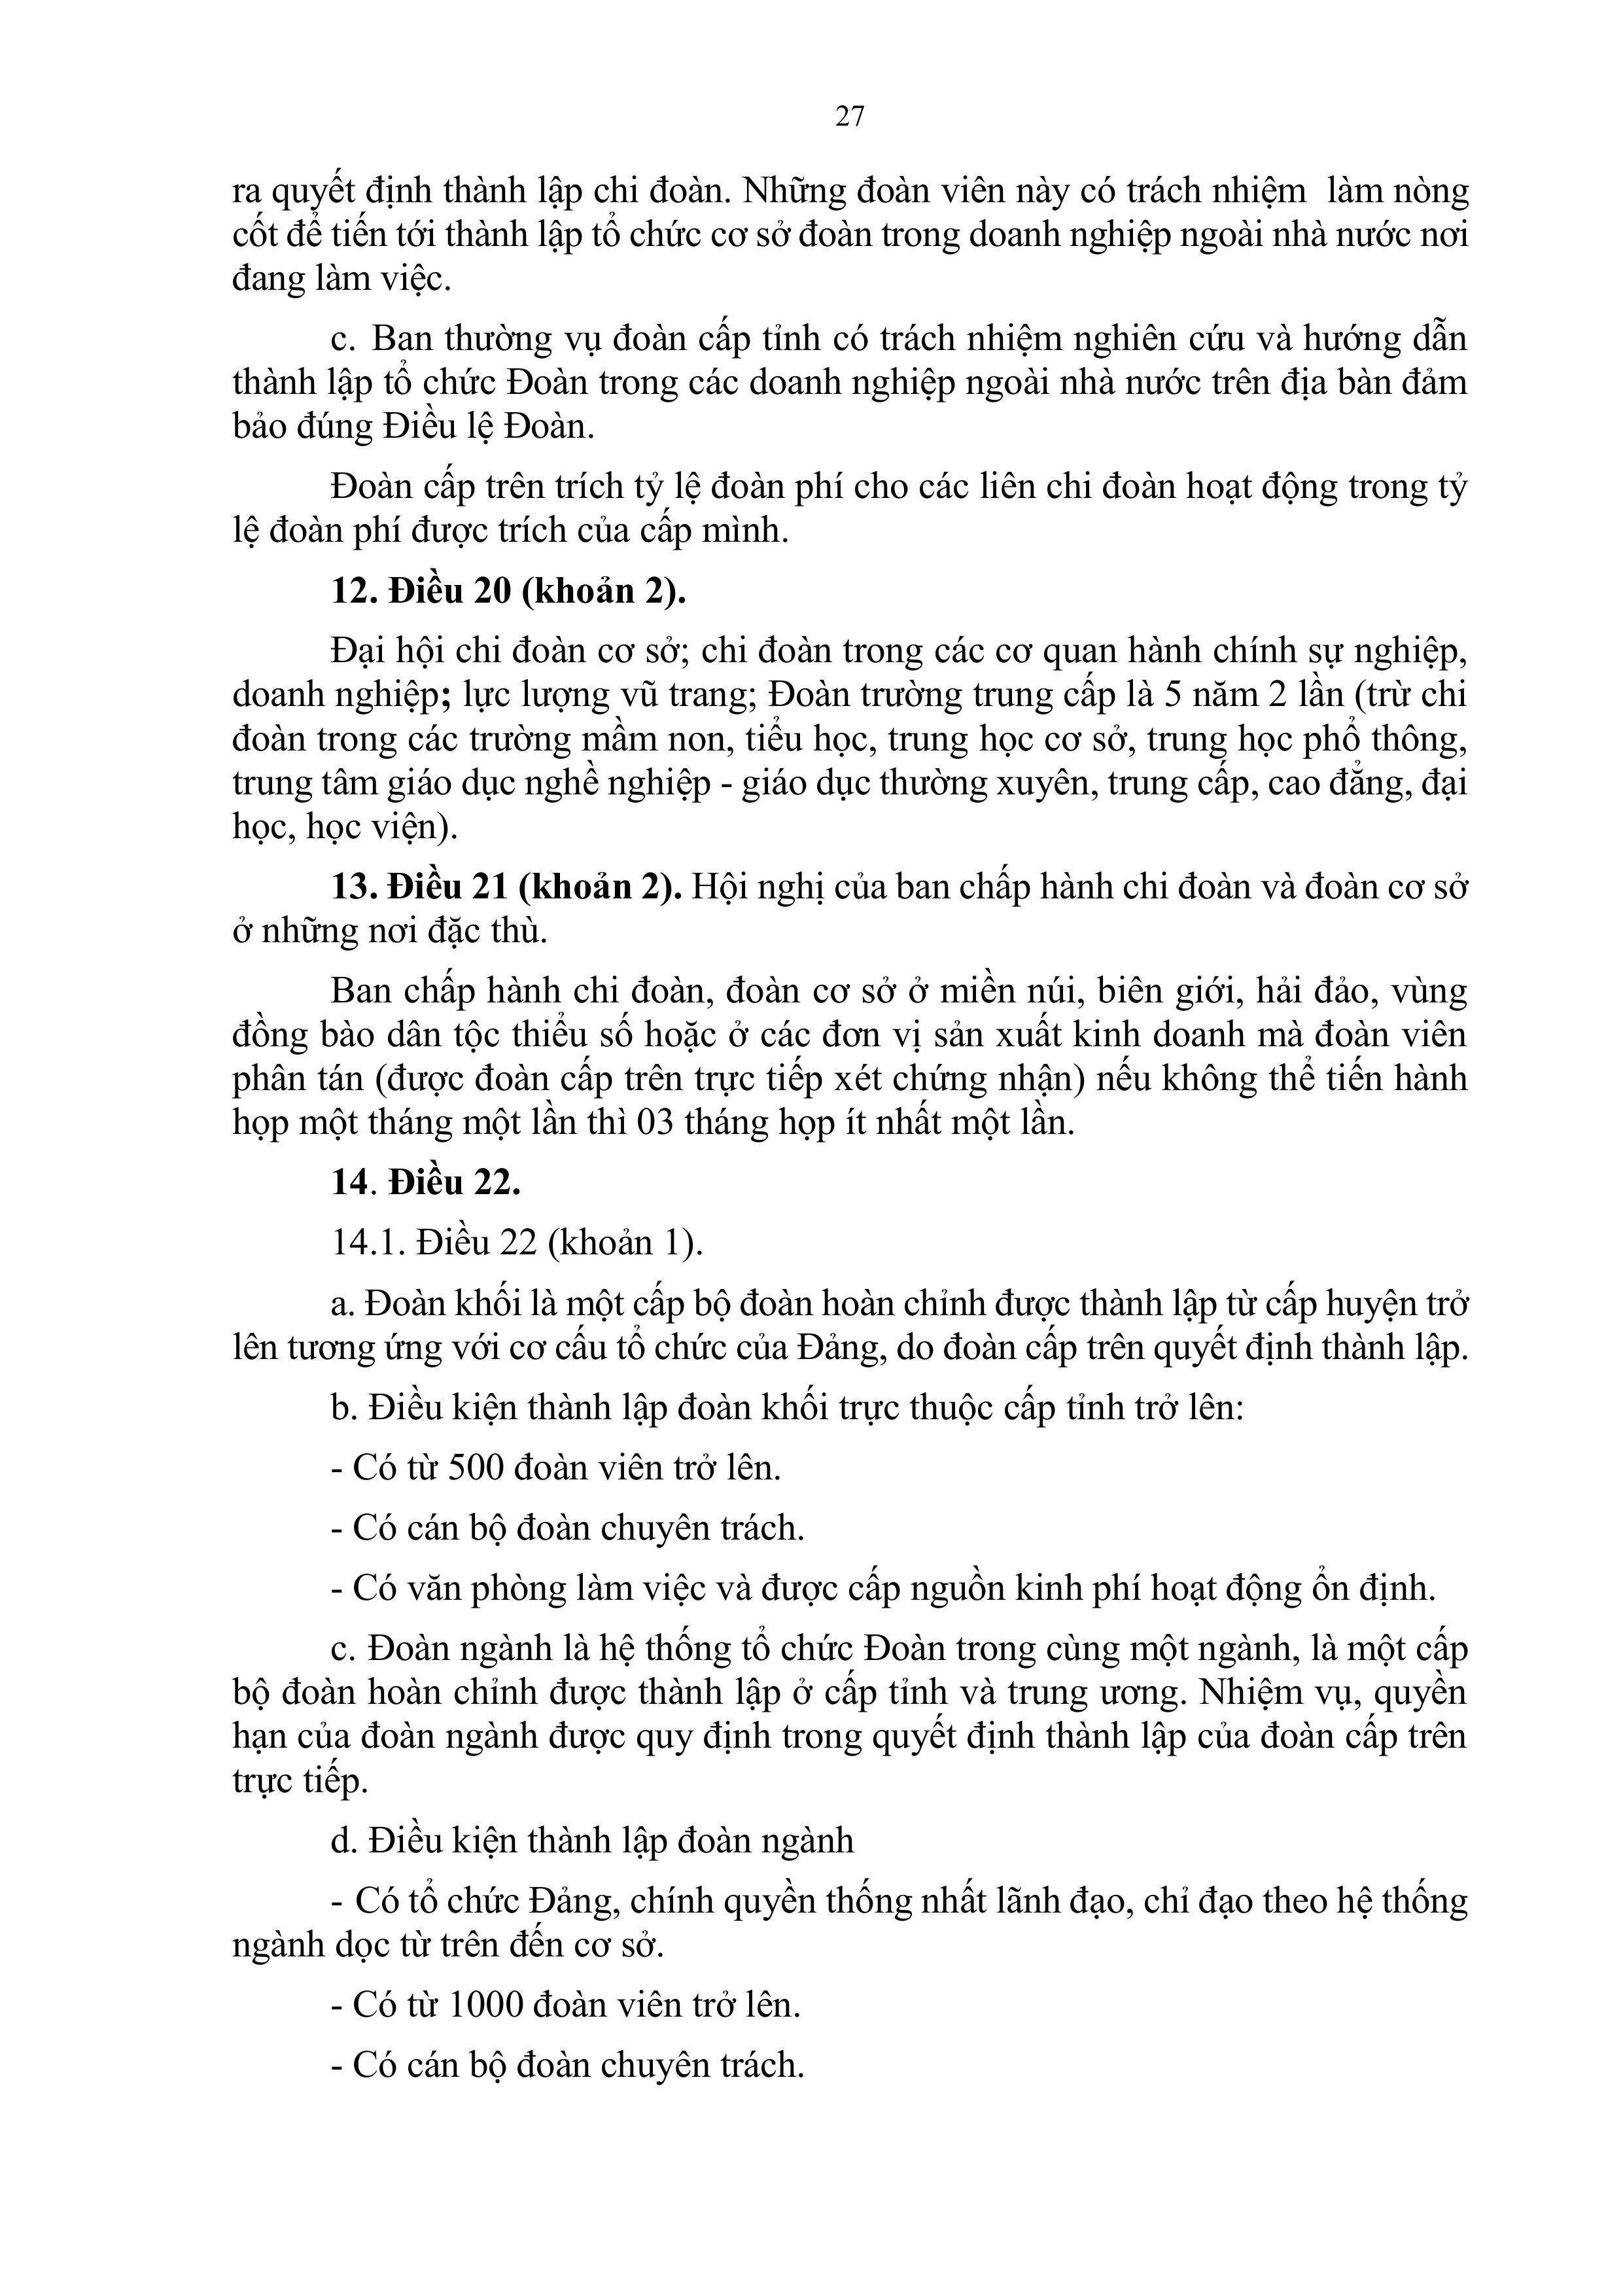 27
ra quyết định thành lập chi đoàn. Những đoàn viên này có trách nhiệm  làm nòng
cốt để tiến tới thành lập tổ chức cơ sở đoàn trong doanh nghiệp ngoài nhà nước nơi
đang làm việc.
c. Ban thường vụ đoàn cấp tỉnh có trách nhiệm nghiên cứu và hướng dẫn
thành lập tổ chức Đoàn trong các doanh nghiệp ngoài nhà nước trên địa bàn đảm
bảo đúng Điều lệ Đoàn.
Đoàn cấp trên trích tỷ lệ đoàn phí cho các liên chi đoàn hoạt động trong tỷ
lệ đoàn phí được trích của cấp mình.
12. Điều 20 (khoản 2).
Đại hội chi đoàn cơ sở; chi đoàn trong các cơ quan hành chính sự nghiệp,
doanh nghiệp; lực lượng vũ trang; Đoàn trường trung cấp là 5 năm 2 lần (trừ chi
đoàn trong các trường mầm non, tiểu học, trung học cơ sở, trung học phổ thông,
trung tâm giáo dục nghề nghiệp - giáo dục thường xuyên, trung cấp, cao đẳng, đại
học, học viện).
13. Điều 21 (khoản 2). Hội nghị của ban chấp hành chi đoàn và đoàn cơ sở
ở những nơi đặc thù.
Ban chấp hành chi đoàn, đoàn cơ sở ở miền núi, biên giới, hải đảo, vùng
đồng bào dân tộc thiểu số hoặc ở các đơn vị sản xuất kinh doanh mà đoàn viên
phân tán (được đoàn cấp trên trực tiếp xét chứng nhận) nếu không thể tiến hành
họp một tháng một lần thì 03 tháng họp ít nhất một lần.
14. Điều 22.
14.1. Điều 22 (khoản 1).
a. Đoàn khối là một cấp bộ đoàn hoàn chỉnh được thành lập từ cấp huyện trở
lên tương ứng với cơ cấu tổ chức của Đảng, do đoàn cấp trên quyết định thành lập.
b. Điều kiện thành lập đoàn khối trực thuộc cấp tỉnh trở lên:
- Có từ 500 đoàn viên trở lên.
- Có cán bộ đoàn chuyên trách.
- Có văn phòng làm việc và được cấp nguồn kinh phí hoạt động ổn định.
c. Đoàn ngành là hệ thống tổ chức Đoàn trong cùng một ngành, là một cấp
bộ đoàn hoàn chỉnh được thành lập ở cấp tỉnh và trung ương. Nhiệm vụ, quyền
hạn của đoàn ngành được quy định trong quyết định thành lập của đoàn cấp trên
trực tiếp.
d. Điều kiện thành lập đoàn ngành
- Có tổ chức Đảng, chính quyền thống nhất lãnh đạo, chỉ đạo theo hệ thống
ngành dọc từ trên đến cơ sở.
- Có từ 1000 đoàn viên trở lên.
- Có cán bộ đoàn chuyên trách.